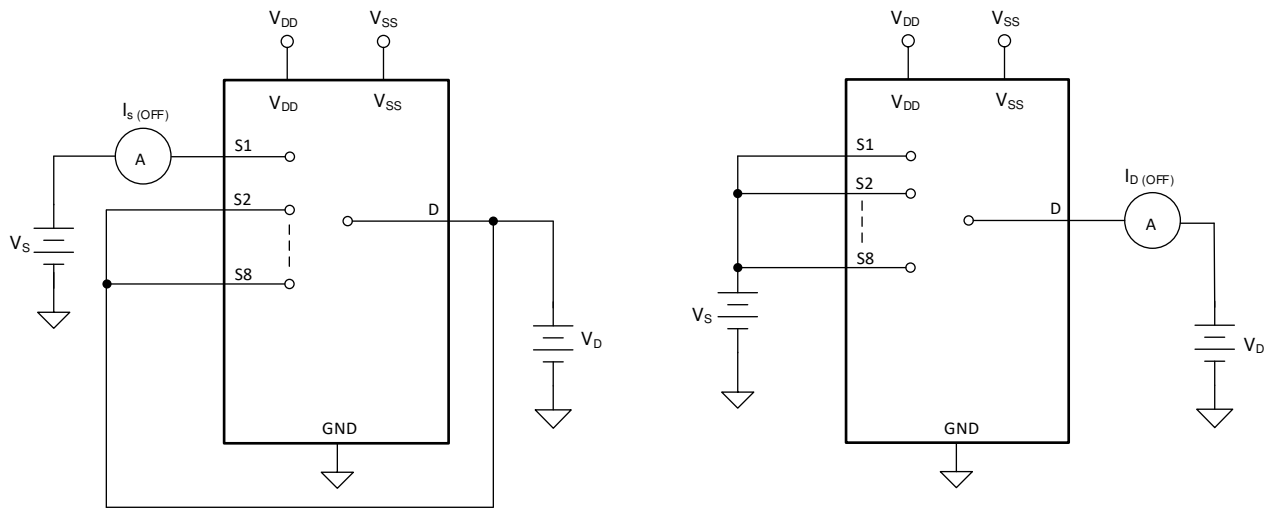 VDD VSS
VDD VSS
Is (OFF)
A
S1
S2
D
VS
S8
VD
GND
VDD VSS
VDD VSS
S1
S2
ID (OFF)
D
A
S8
VS
VD
GND